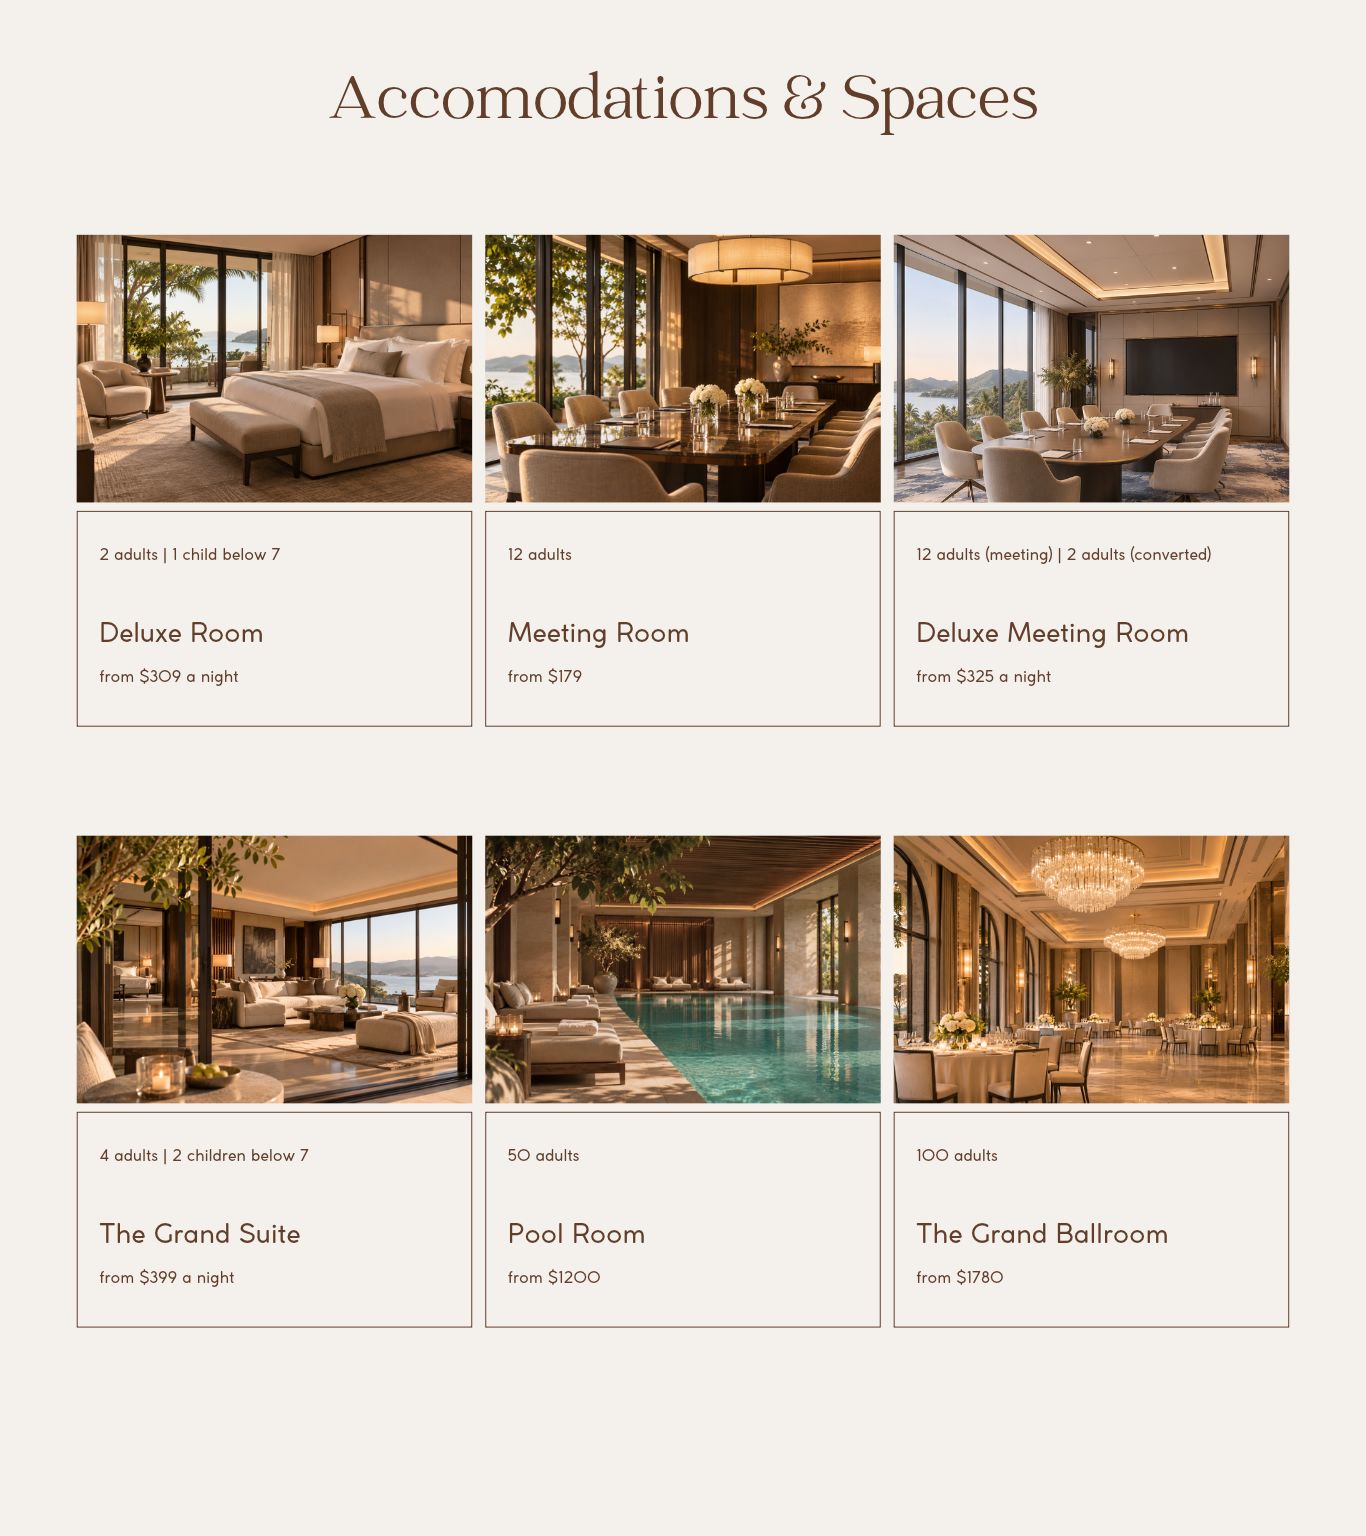 Accomodations & Spaces
2 adults | 1 child below 7
Deluxe Room
from $309 a night
12 adults
Meeting Room
from $179
12 adults (meeting) | 2 adults (converted)
Deluxe Meeting Room
from $325 a night
4 adults | 2 children below 7
The Grand Suite
from $399 a night
50 adults
Pool Room
from $1200
100 adults
The Grand Ballroom
from $1780